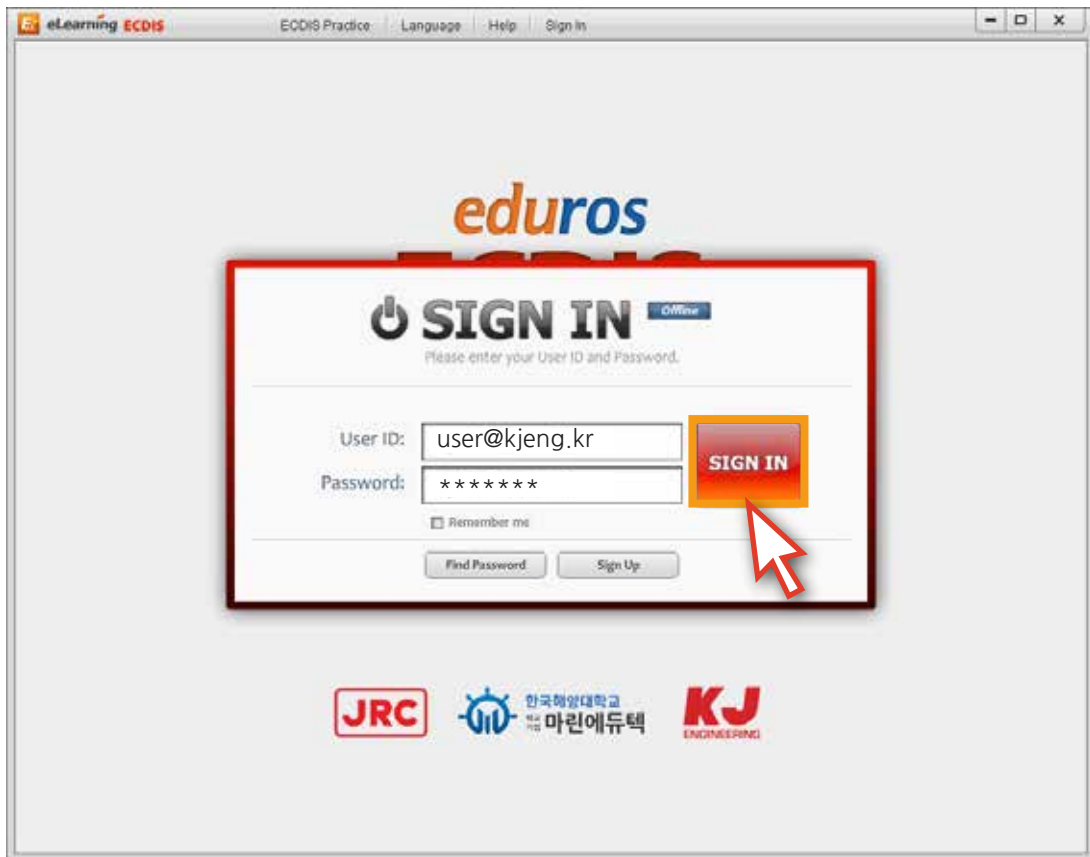 eLearning ECDIS ECDIS Practice Language Help Sign In
eduros
ECDIS
SIGN IN Offline
Please enter your User ID and Password.
User ID: user@kjeng.kr
SIGN IN
Password: *******
Remember me
Find Password Sign Up
JRC
한국해양대학교
마린에듀텍
KJ
ENGINEERING